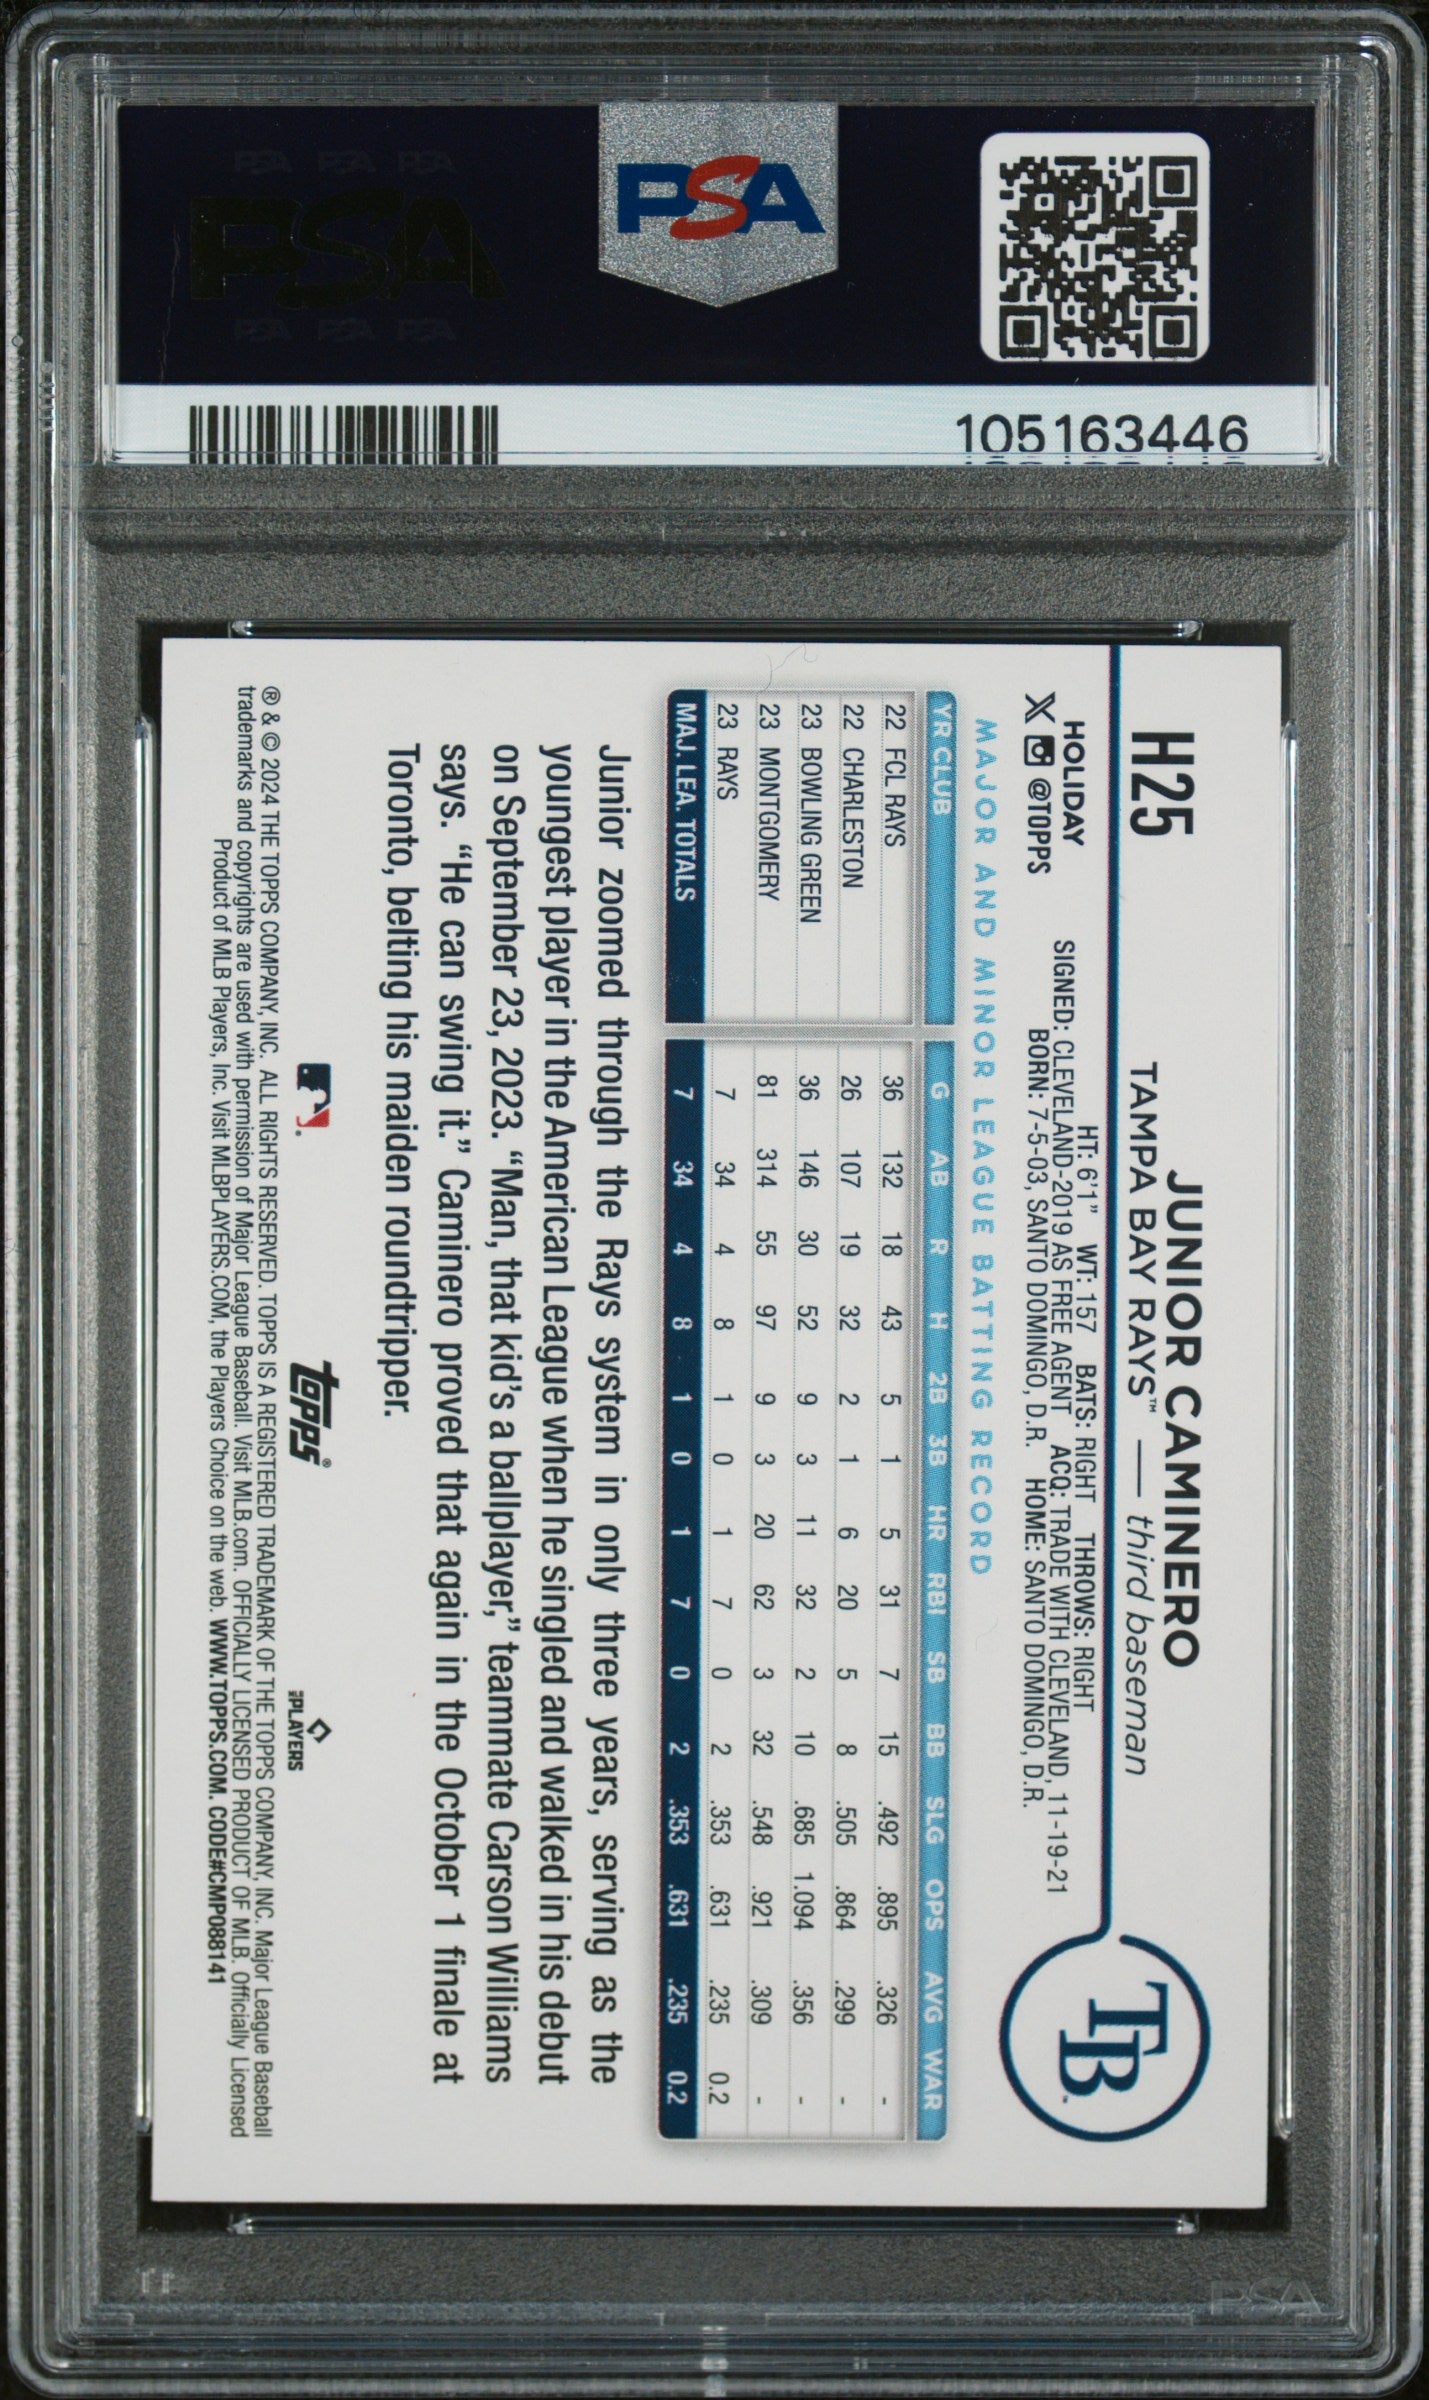 PSA PSA PSA
PSA
PSA PSA PSA
PSA
105163446
H25
JUNIOR CAMINERO
TAMPA BAY RAYS™ — third baseman
HOLIDAY
@TOPPS
HT: 6'1" WT: 157 BATS: RIGHT THROWS: RIGHT
SIGNED: CLEVELAND-2019 AS FREE AGENT ACQ: TRADE WITH CLEVELAND, 11-19-21
BORN: 7-5-03, SANTO DOMINGO, D.R. HOME: SANTO DOMINGO, D.R.
TB™
MAJOR AND MINOR LEAGUE BATTING RECORD
YR CLUB G AB R H 2B 3B HR RBI SB BB SLG OPS AVG WAR
22 FCL RAYS 36 132 18 43 5 1 5 31 7 15 .492 .895 .326 -
22 CHARLESTON 26 107 19 32 2 1 6 20 5 8 .505 .864 .299 -
23 BOWLING GREEN 36 146 30 52 9 3 11 32 2 10 .685 1.094 .356 -
23 MONTGOMERY 81 314 55 97 9 3 20 62 3 32 .548 .921 .309 -
23 RAYS 7 34 4 8 1 0 1 7 0 2 .353 .631 .235 0.2
MAJ. LEA. TOTALS 7 34 4 8 1 0 1 7 0 2 .353 .631 .235 0.2
Junior zoomed through the Rays system in only three years, serving as the
youngest player in the American League when he singled and walked in his debut
on September 23, 2023. “Man, that kid’s a ballplayer,” teammate Carson Williams
says. “He can swing it.” Caminero proved that again in the October 1 finale at
Toronto, belting his maiden roundtripper.
topps®
PLAYERS
® & © 2024 THE TOPPS COMPANY, INC. ALL RIGHTS RESERVED. TOPPS IS A REGISTERED TRADEMARK OF THE TOPPS COMPANY, INC. Major League Baseball
trademarks and copyrights are used with permission of Major League Baseball. Visit MLB.com. OFFICIALLY LICENSED PRODUCT OF MLB. Officially Licensed
Product of MLB Players, Inc. Visit MLBPLAYERS.COM, the Players Choice on the web. WWW.TOPPS.COM. CODE#CMP088141
PSA